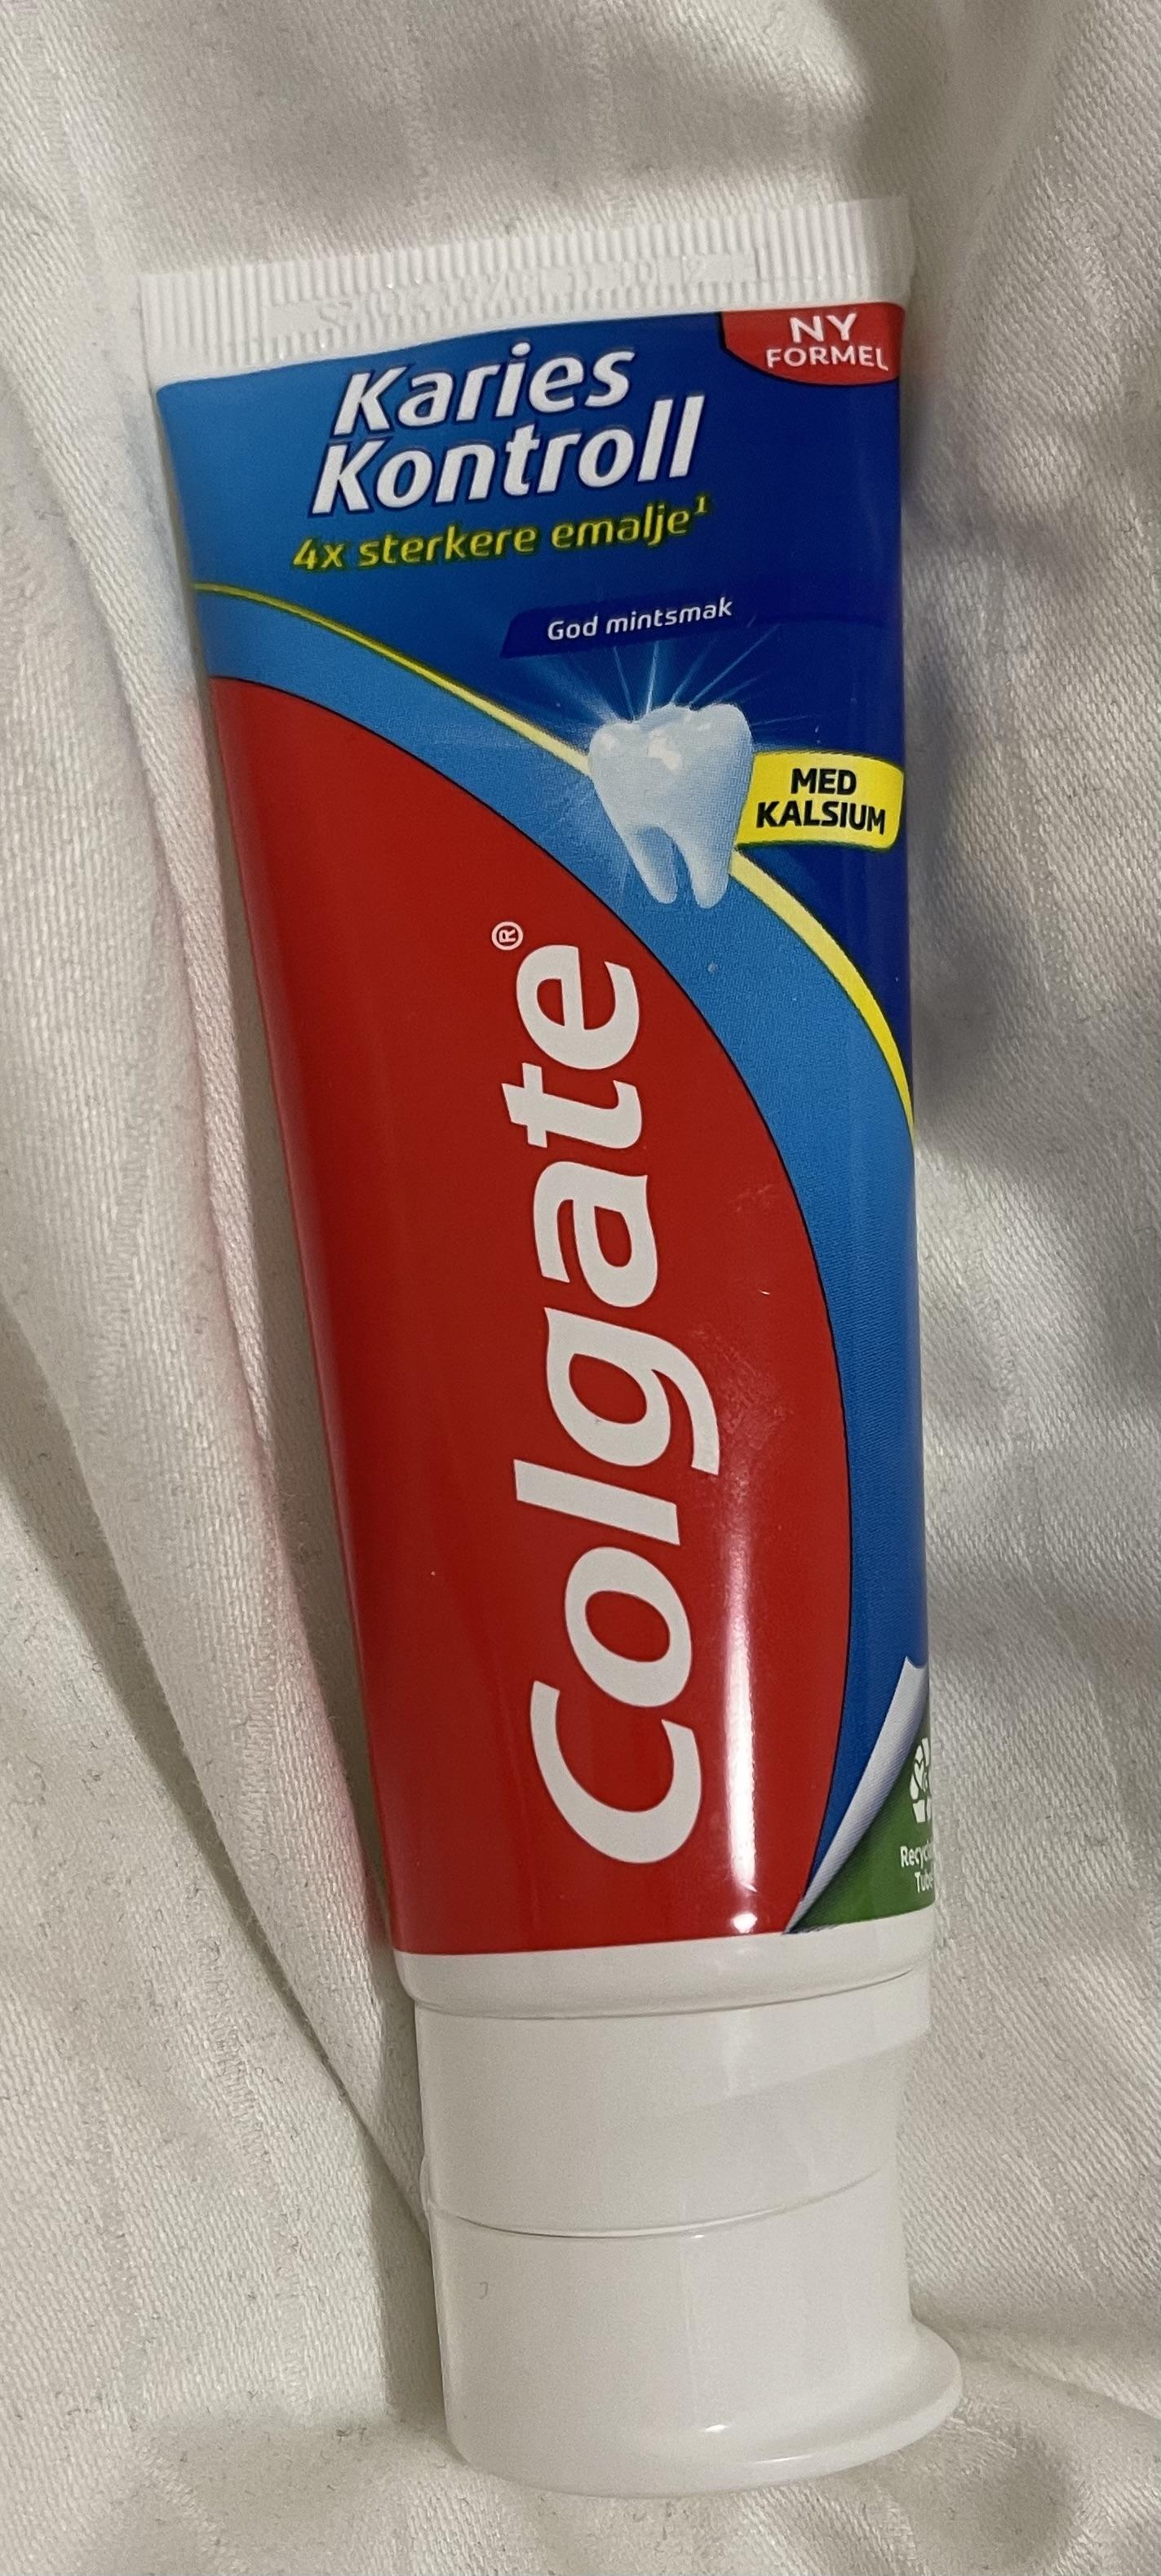 NY
FORMEL
Karies
Kontroll
4x sterkere emalje¹
God mintsmak
MED
KALSIUM
Colgate®